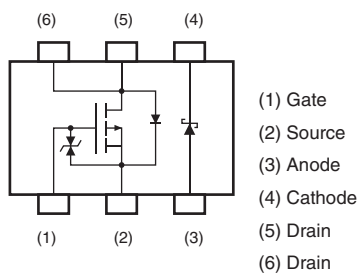 (6) (5) (4)
(1) Gate
(2) Source
(3) Anode
(4) Cathode
(5) Drain
(6) Drain
(1) (2) (3)